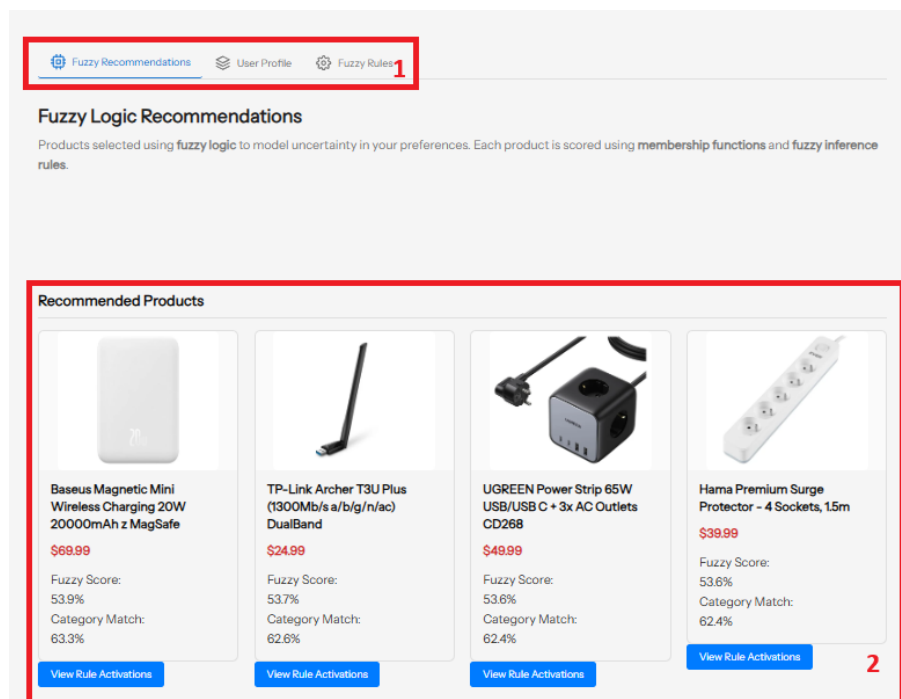 Fuzzy Recommendations User Profile Fuzzy Rules 1
Fuzzy Logic Recommendations
Products selected using fuzzy logic to model uncertainty in your preferences. Each product is scored using membership functions and fuzzy inference
rules.
Recommended Products
Baseus Magnetic Mini
Wireless Charging 20W
20000mAh z MagSafe
$69.99
Fuzzy Score:
53.9%
Category Match:
63.3%
View Rule Activations
TP-Link Archer T3U Plus
(1300Mb/s a/b/g/n/ac)
DualBand
$24.99
Fuzzy Score:
53.7%
Category Match:
62.6%
View Rule Activations
UGREEN Power Strip 65W
USB/USB C + 3x AC Outlets
CD268
$49.99
Fuzzy Score:
53.6%
Category Match:
62.4%
View Rule Activations
Hama Premium Surge
Protector - 4 Sockets, 1.5m
$39.99
Fuzzy Score:
53.6%
Category Match:
62.4%
View Rule Activations
2